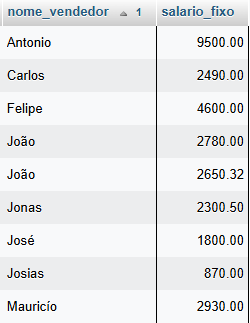 nome_vendedor 1 salario_fixo
Antonio 9500.00
Carlos 2490.00
Felipe 4600.00
João 2780.00
João 2650.32
Jonas 2300.50
José 1800.00
Josias 870.00
Mauricío 2930.00